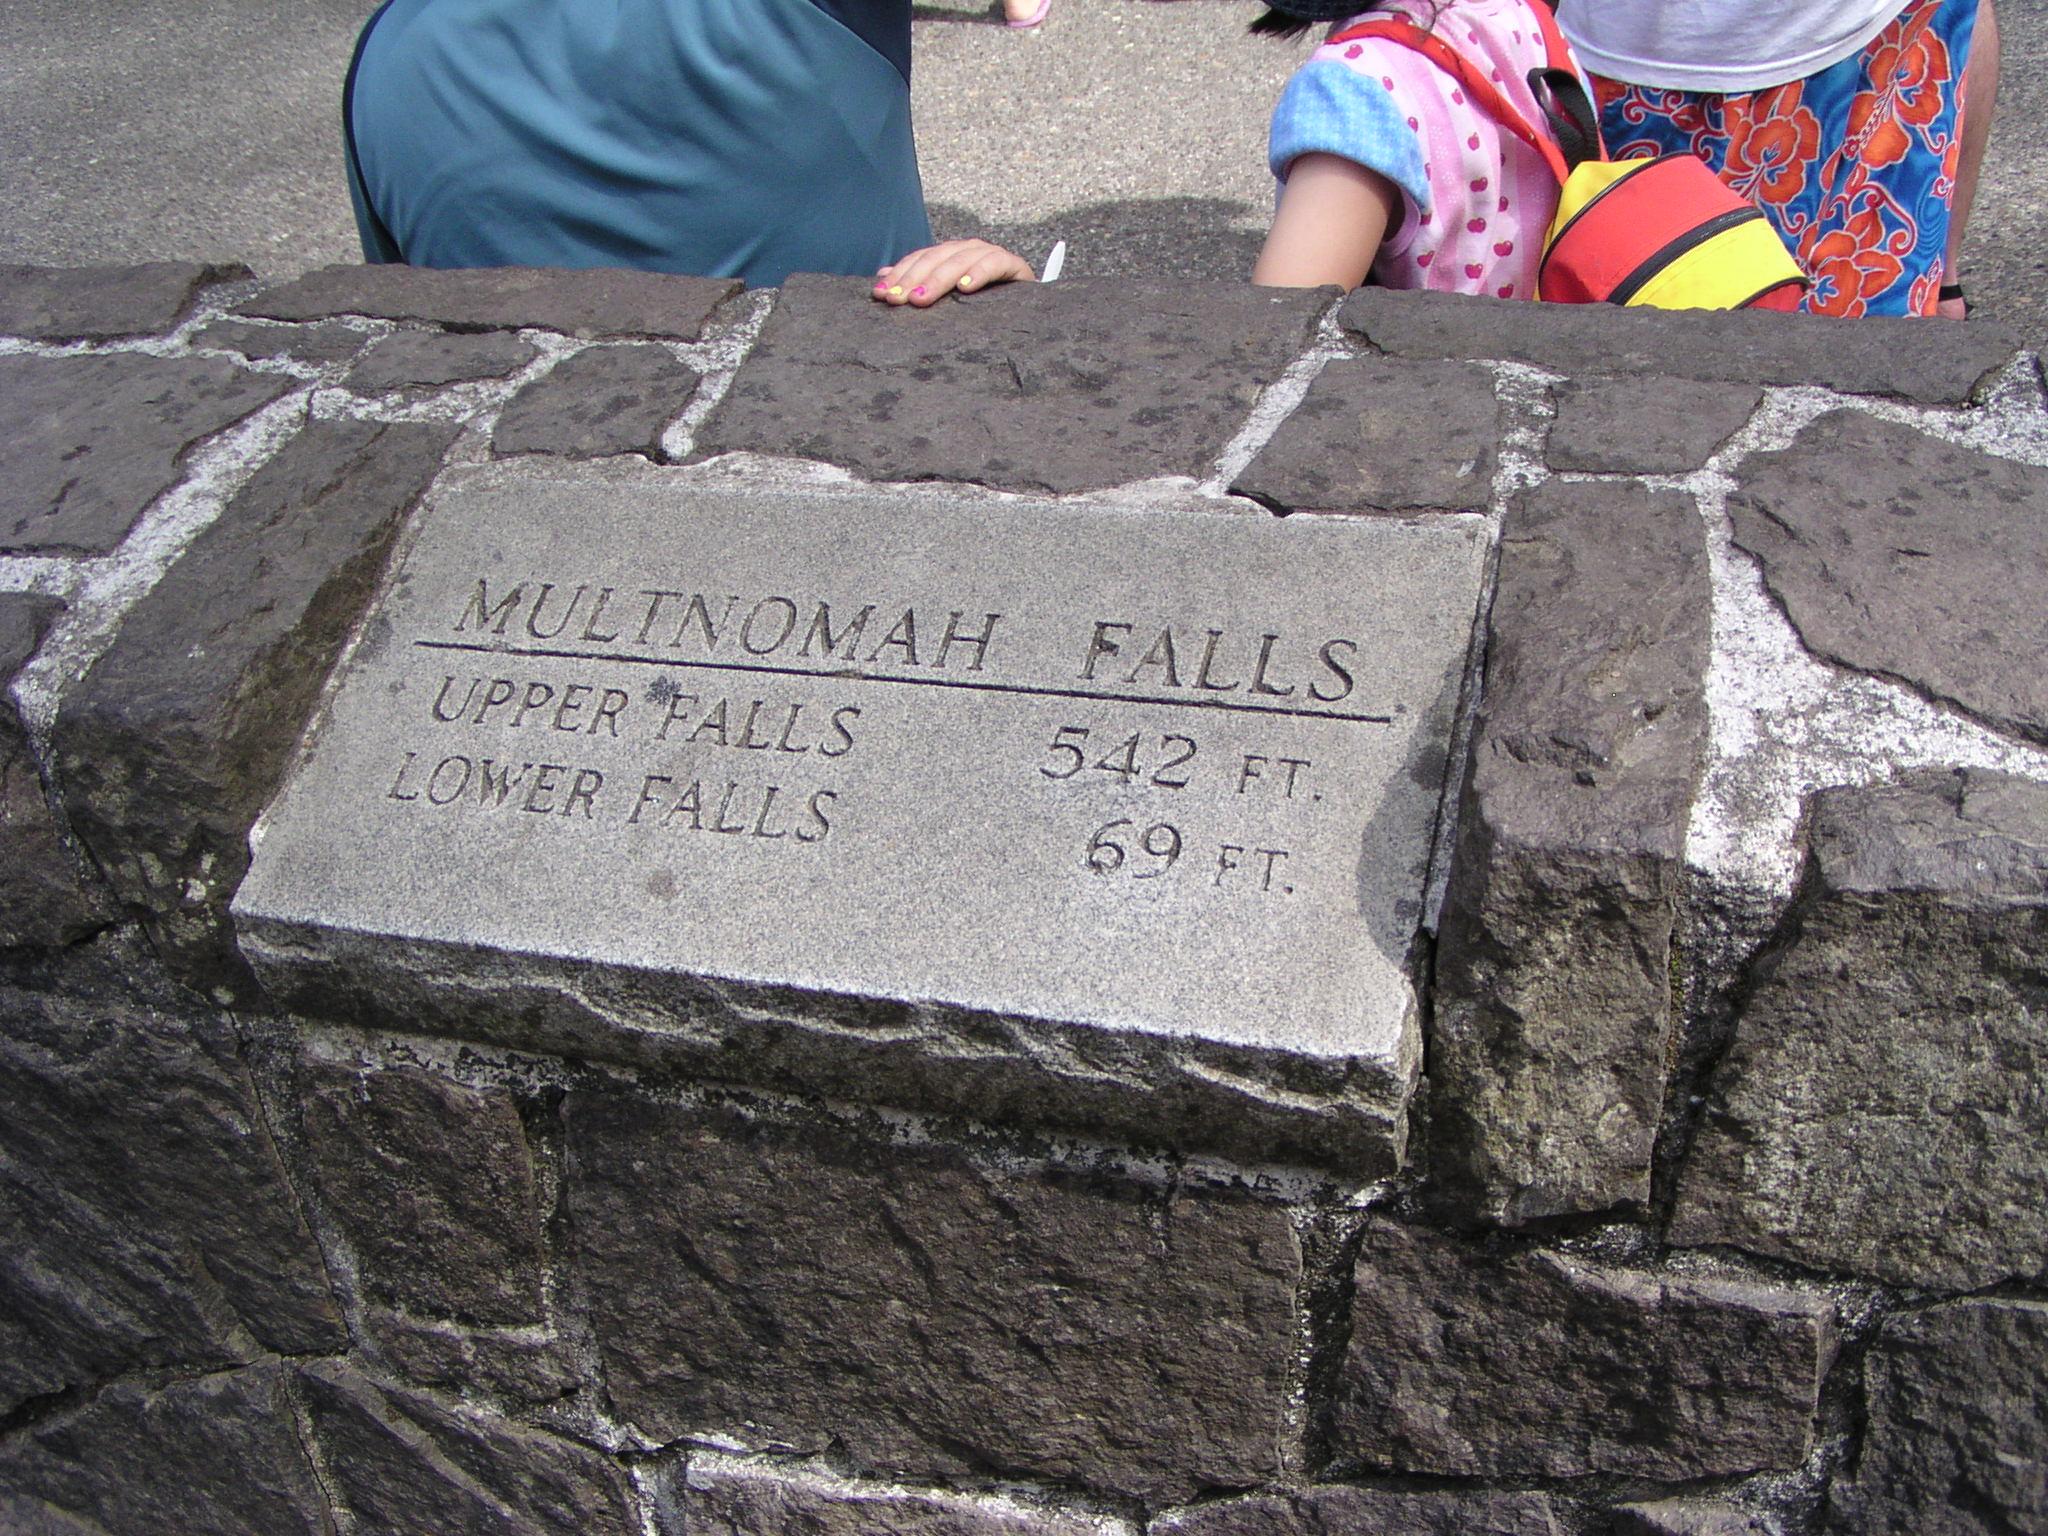 MULTNOMAH FALLS
UPPER FALLS 542 FT.
LOWER FALLS 69 FT.